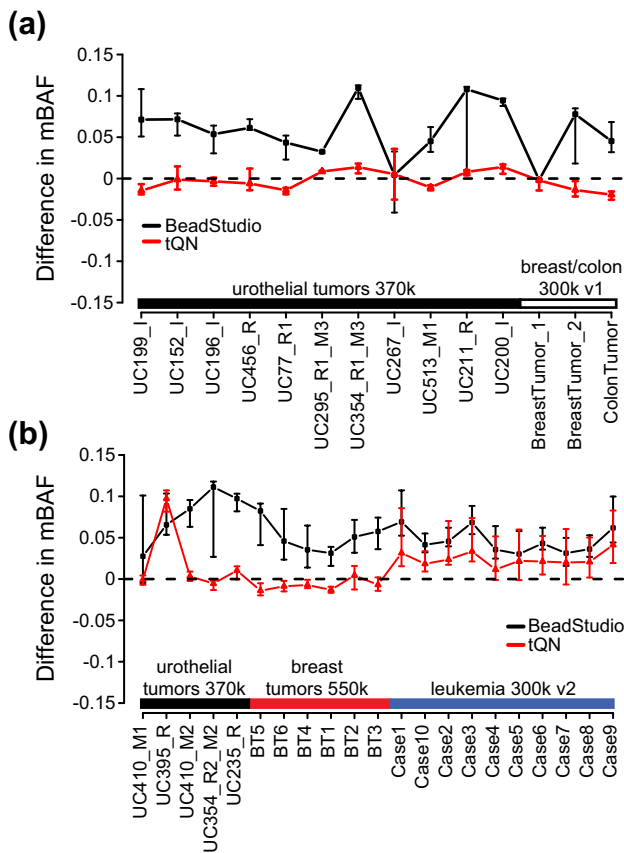 (a)
Difference in mBAF
0.15
0.1
0.05
0
-0.05
-0.1
-0.15
BeadStudio
tQN
urothelial tumors 370k
breast/colon
300k v1
UC199_I
UC152_I
UC196_I
UC456_R
UC77_R1
UC295_R1_M3
UC354_R1_M3
UC267_I
UC513_M1
UC211_R
UC200_I
BreastTumor_1
BreastTumor_2
ColonTumor
(b)
Difference in mBAF
0.15
0.1
0.05
0
-0.05
-0.1
-0.15
BeadStudio
tQN
urothelial
tumors 370k
breast
tumors 550k
leukemia 300k v2
UC410_M1
UC395_R
UC410_M2
UC354_R2_M2
UC235_R
BT5
BT6
BT4
BT1
BT2
BT3
Case1
Case10
Case2
Case3
Case4
Case5
Case6
Case7
Case8
Case9